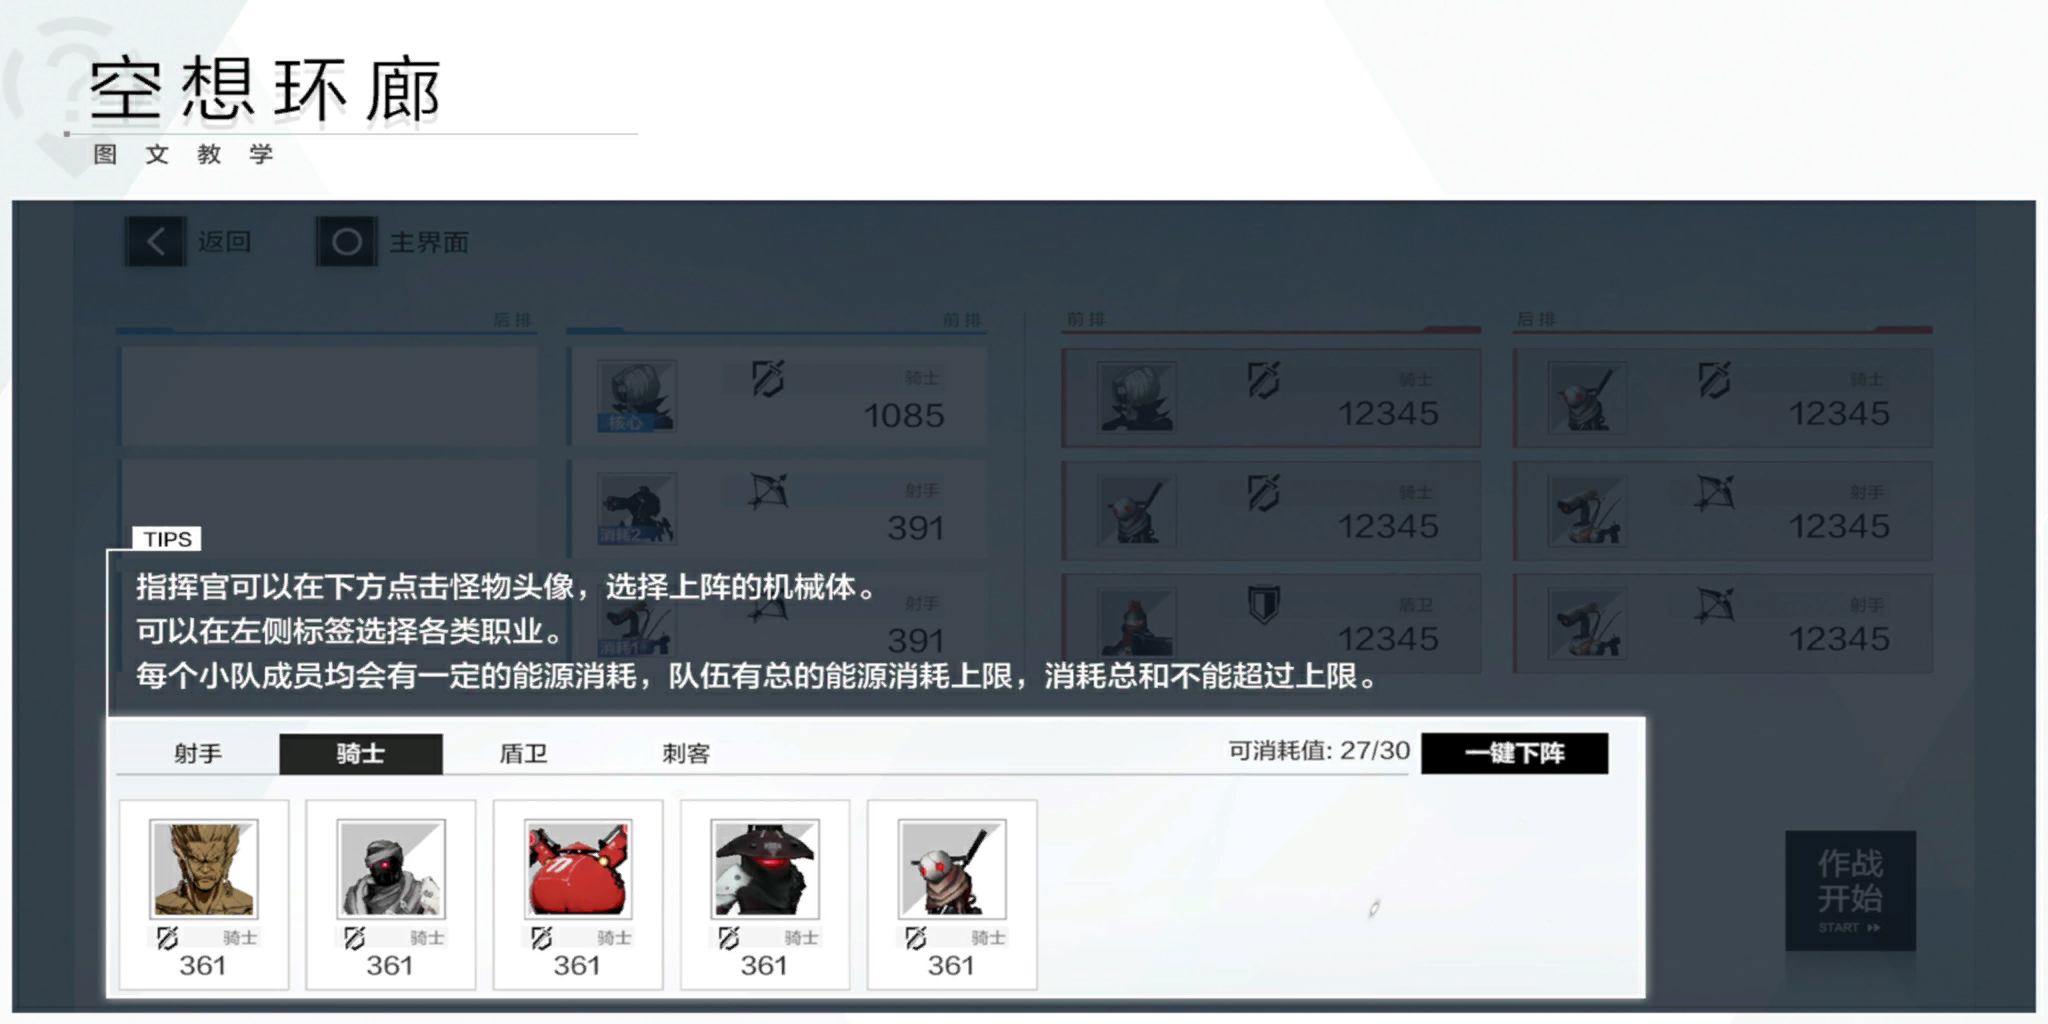 空想环廊
图文教学
返回
主界面
后排
前排
前排
后排
核心
骑士
1085
骑士
12345
骑士
12345
消耗2
射手
391
骑士
12345
射手
12345
消耗1
射手
391
盾卫
12345
射手
12345
TIPS
指挥官可以在下方点击怪物头像，选择上阵的机械体。
可以在左侧标签选择各类职业。
每个小队成员均会有一定的能源消耗，队伍有总的能源消耗上限，消耗总和不能超过上限。
射手
骑士
盾卫
刺客
可消耗值: 27/30
一键下阵
骑士
361
骑士
361
骑士
361
骑士
361
骑士
361
作战
开始
START